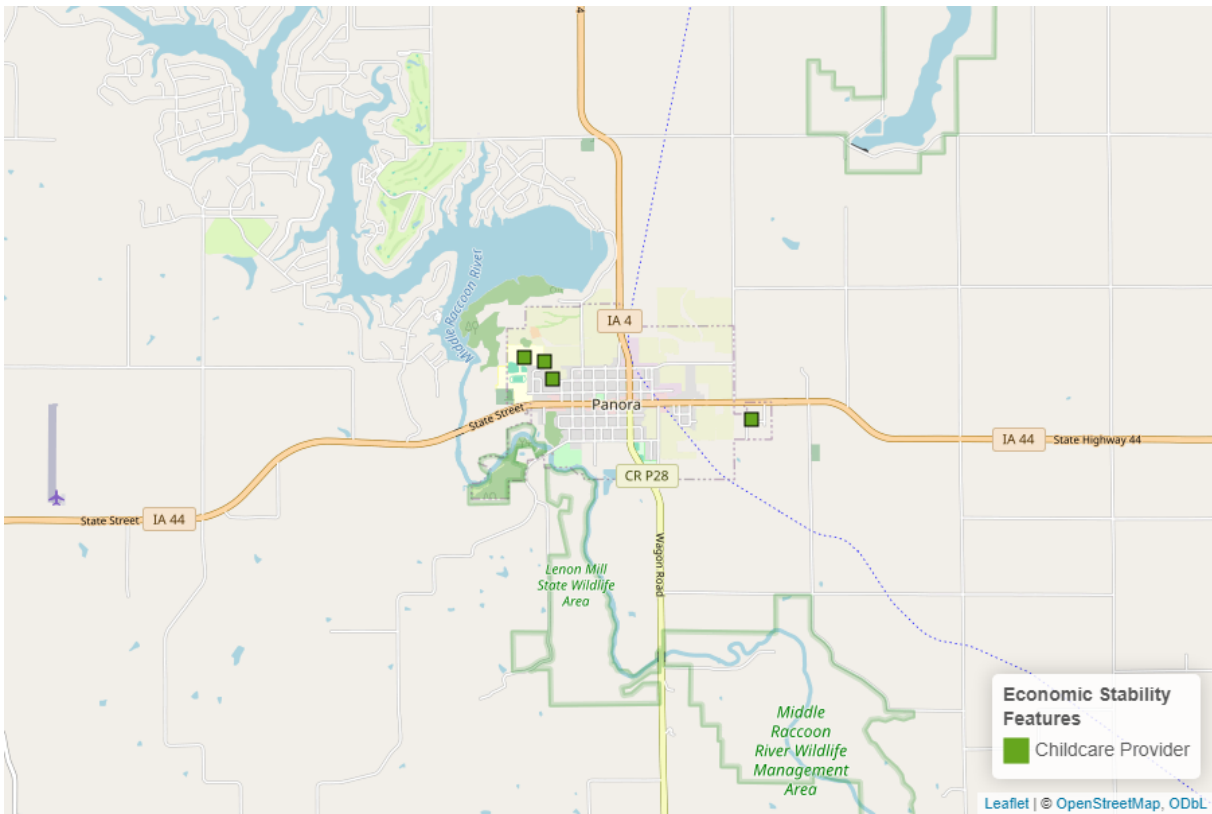 4
Middle Raccoon River
IA 4
Panora
State Street
IA 44
State Highway 44
CR P28
State Street
IA 44
Wagon Road
Lenon Mill
State Wildlife
Area
Middle
Raccoon
River Wildlife
Management
Area
Economic Stability
Features
Childcare Provider
Leaflet | © OpenStreetMap, ODbL